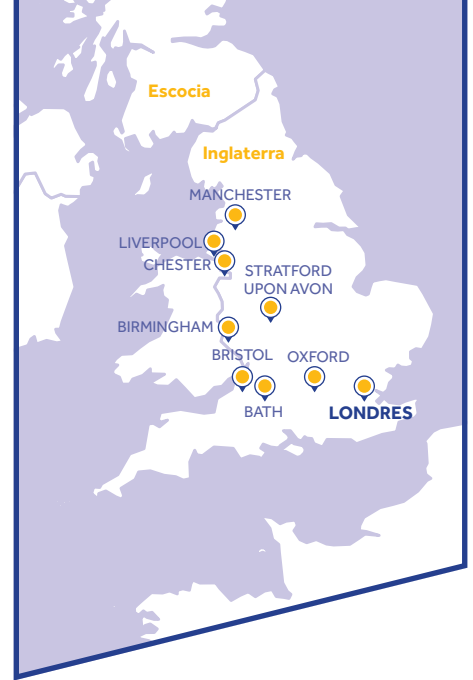 Escocia
Inglaterra
MANCHESTER
LIVERPOOL
CHESTER
STRATFORD
UPON AVON
BIRMINGHAM
BRISTOL
OXFORD
BATH
LONDRES